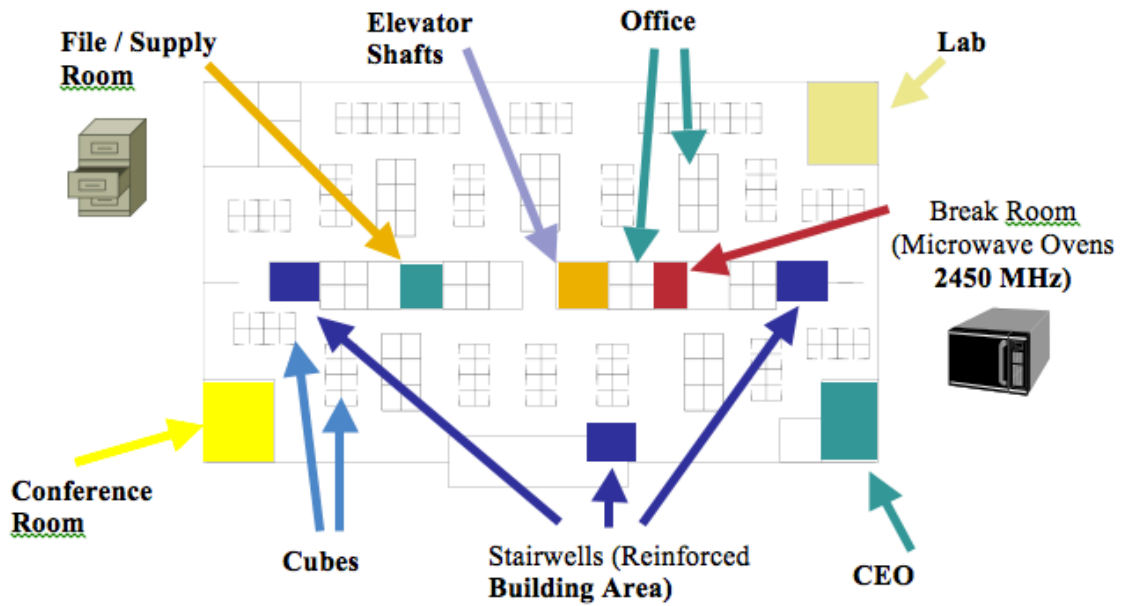 File / Supply
Room
Elevator
Shafts
Office
Lab
Break Room
(Microwave Ovens
2450 MHz)
Conference
Room
Cubes
Stairwells (Reinforced
Building Area)
CEO